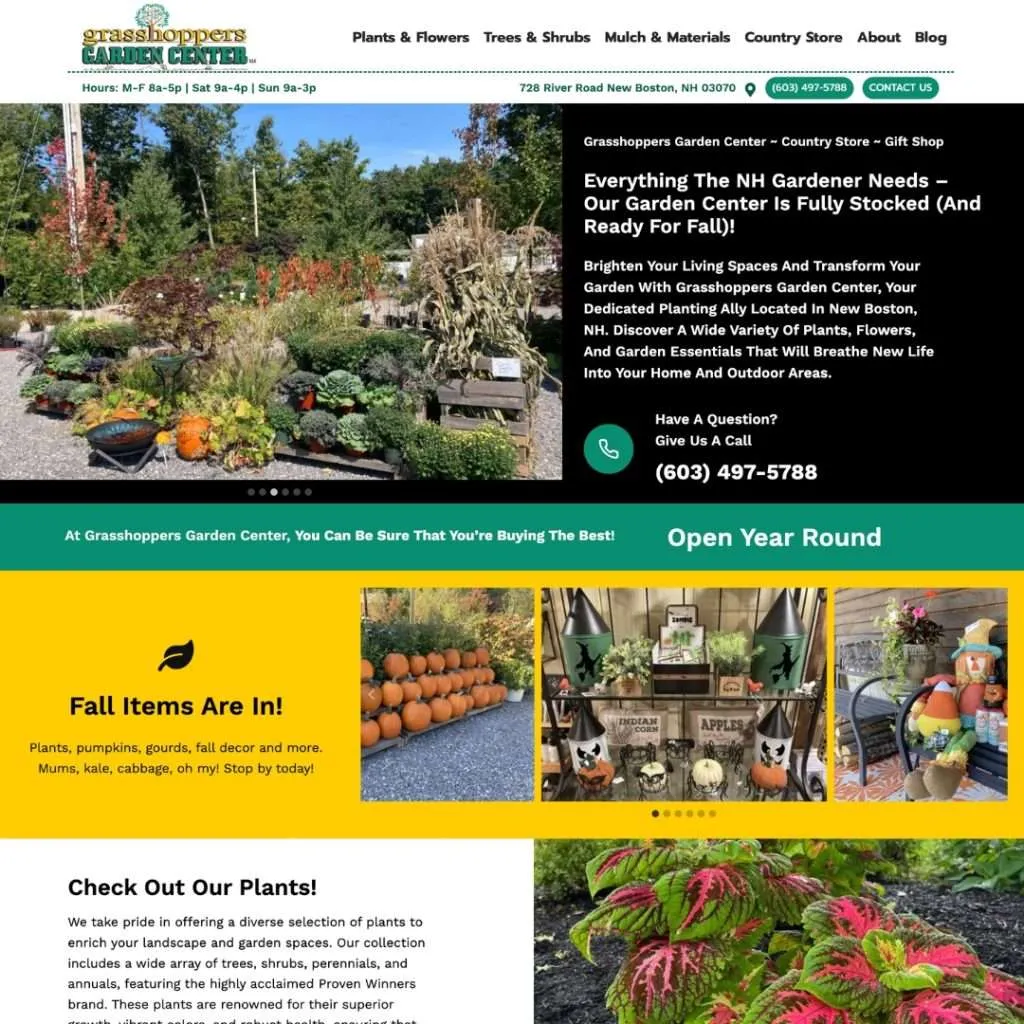 grasshoppers
GARDEN CENTER
Plants & Flowers Trees & Shrubs Mulch & Materials Country Store About Blog
Hours: M-F 8a-5p | Sat 9a-4p | Sun 9a-3p
728 River Road New Boston, NH 03070 (603) 497-5788 CONTACT US
Grasshoppers Garden Center ~ Country Store ~ Gift Shop
Everything The NH Gardener Needs –
Our Garden Center Is Fully Stocked (And
Ready For Fall)!
Brighten Your Living Spaces And Transform Your
Garden With Grasshoppers Garden Center, Your
Dedicated Planting Ally Located In New Boston,
NH. Discover A Wide Variety Of Plants, Flowers,
And Garden Essentials That Will Breathe New Life
Into Your Home And Outdoor Areas.
Have A Question?
Give Us A Call
(603) 497-5788
At Grasshoppers Garden Center, You Can Be Sure That You're Buying The Best!
Open Year Round
Fall Items Are In!
Plants, pumpkins, gourds, fall decor and more.
Mums, kale, cabbage, oh my! Stop by today!
ZOMBIE
INDIAN
CORN
APPLES
Check Out Our Plants!
We take pride in offering a diverse selection of plants to
enrich your landscape and garden spaces. Our collection
includes a wide array of trees, shrubs, perennials, and
annuals, featuring the highly acclaimed Proven Winners
brand. These plants are renowned for their superior
growth, vibrant colors, and robust health, ensuring that